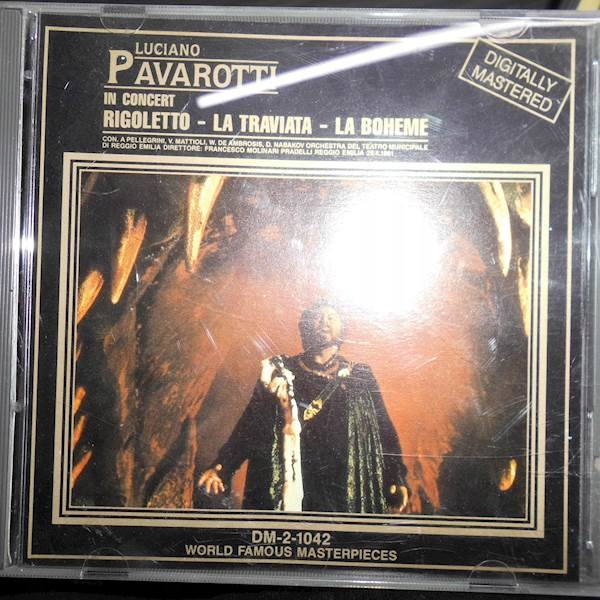 LUCIANO
PAVAROTTI
IN CONCERT
RIGOLETTO - LA TRAVIATA - LA BOHEME
CON. A PELLEGRINI, V. MATTIOLI, W. DE AMBROSIS, D. NABAKOV ORCHESTRA DEL TEATRO MUNICIPALE
DI REGGIO EMILIA DIRETTORE: FRANCESCO MOLINARI PRADELLI REGGIO EMILIA
DIGITALLY
MASTERED
DM-2-1042
WORLD FAMOUS MASTERPIECES